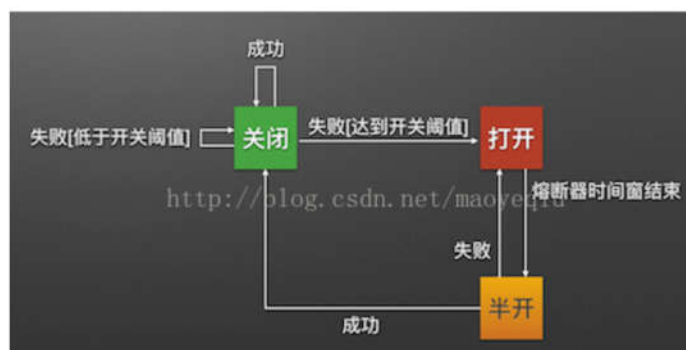 成功
失败[低于开关阈值]
关闭
失败[达到开关阈值]
打开
http://blog.csdn.net/maoyeqiu
熔断器时间窗结束
失败
半开
成功